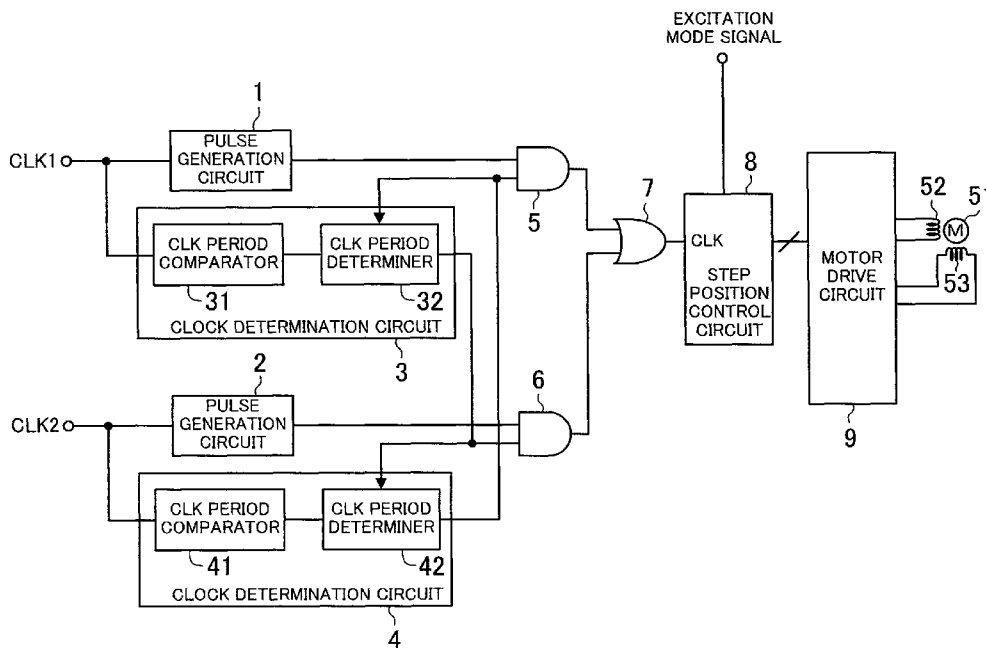 EXCITATION
MODE SIGNAL
1
PULSE
GENERATION
CIRCUIT
CLK1
5
7
8
CLK
STEP
POSITION
CONTROL
CIRCUIT
MOTOR
DRIVE
CIRCUIT
9
52
M
53
CLK PERIOD
COMPARATOR
31
CLK PERIOD
DETERMINER
32
CLOCK DETERMINATION CIRCUIT
3
2
PULSE
GENERATION
CIRCUIT
CLK2
6
CLK PERIOD
COMPARATOR
41
CLK PERIOD
DETERMINER
42
CLOCK DETERMINATION CIRCUIT
4